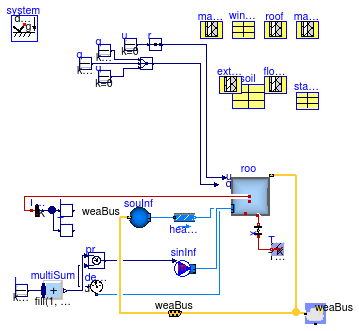 system
ma...
win...
roof
ma...
u
r
q
k=0
q
k...
u
k=0
ext...
soil
flo...
sta...
roo
u
q
weaBus
souInf
hea...
T...
sinInf
pr...
multiSum
de...
k...
fill(1, ...
weaBus
weaBus